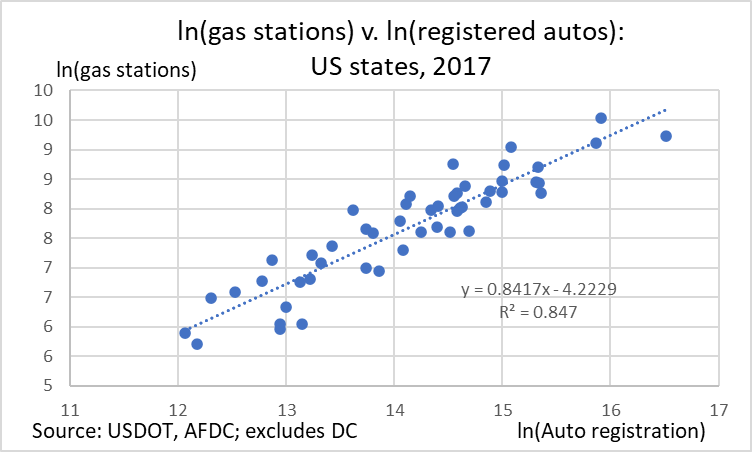 ln(gas stations) v. ln(registered autos):
US states, 2017
ln(gas stations)
10
10
9
9
8
8
7
7
6
6
5
y = 0.8417x - 4.2229
R² = 0.847
11 12 13 14 15 16 17
Source: USDOT, AFDC; excludes DC ln(Auto registration)